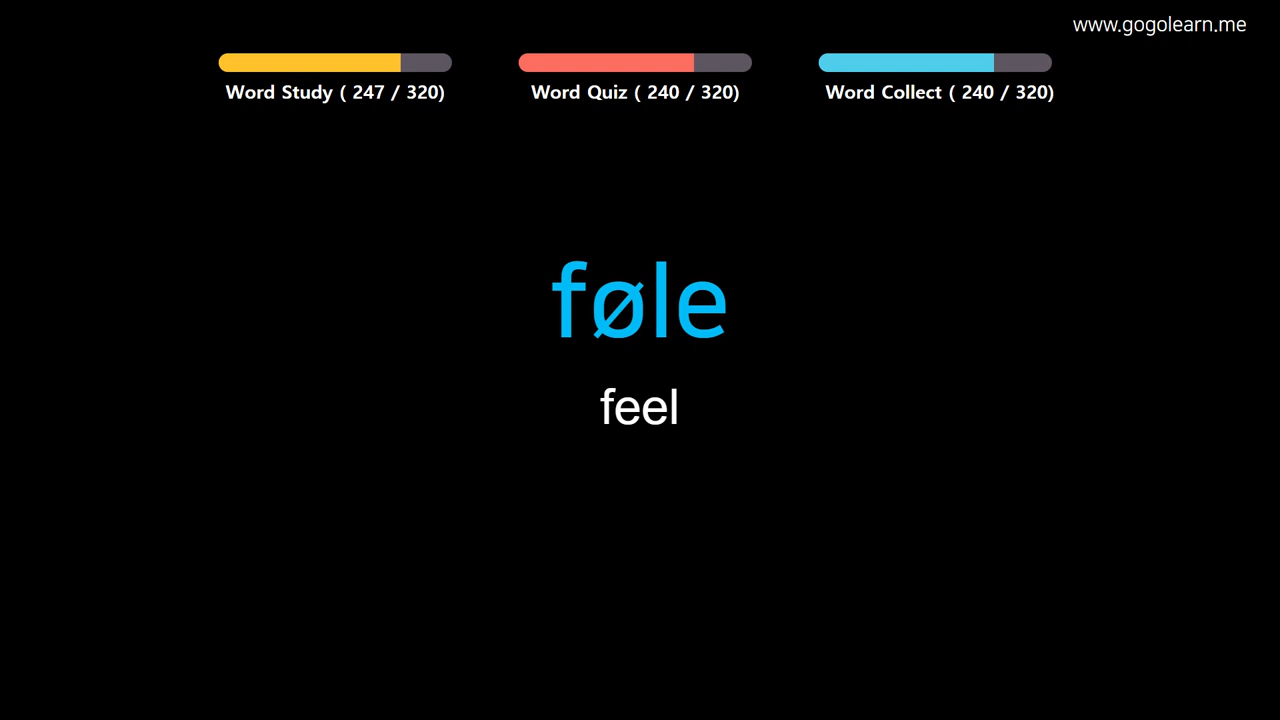 www.gogolearn.me
Word Study ( 247 / 320)
Word Quiz ( 240 / 320)
Word Collect ( 240 / 320)
føle
feel